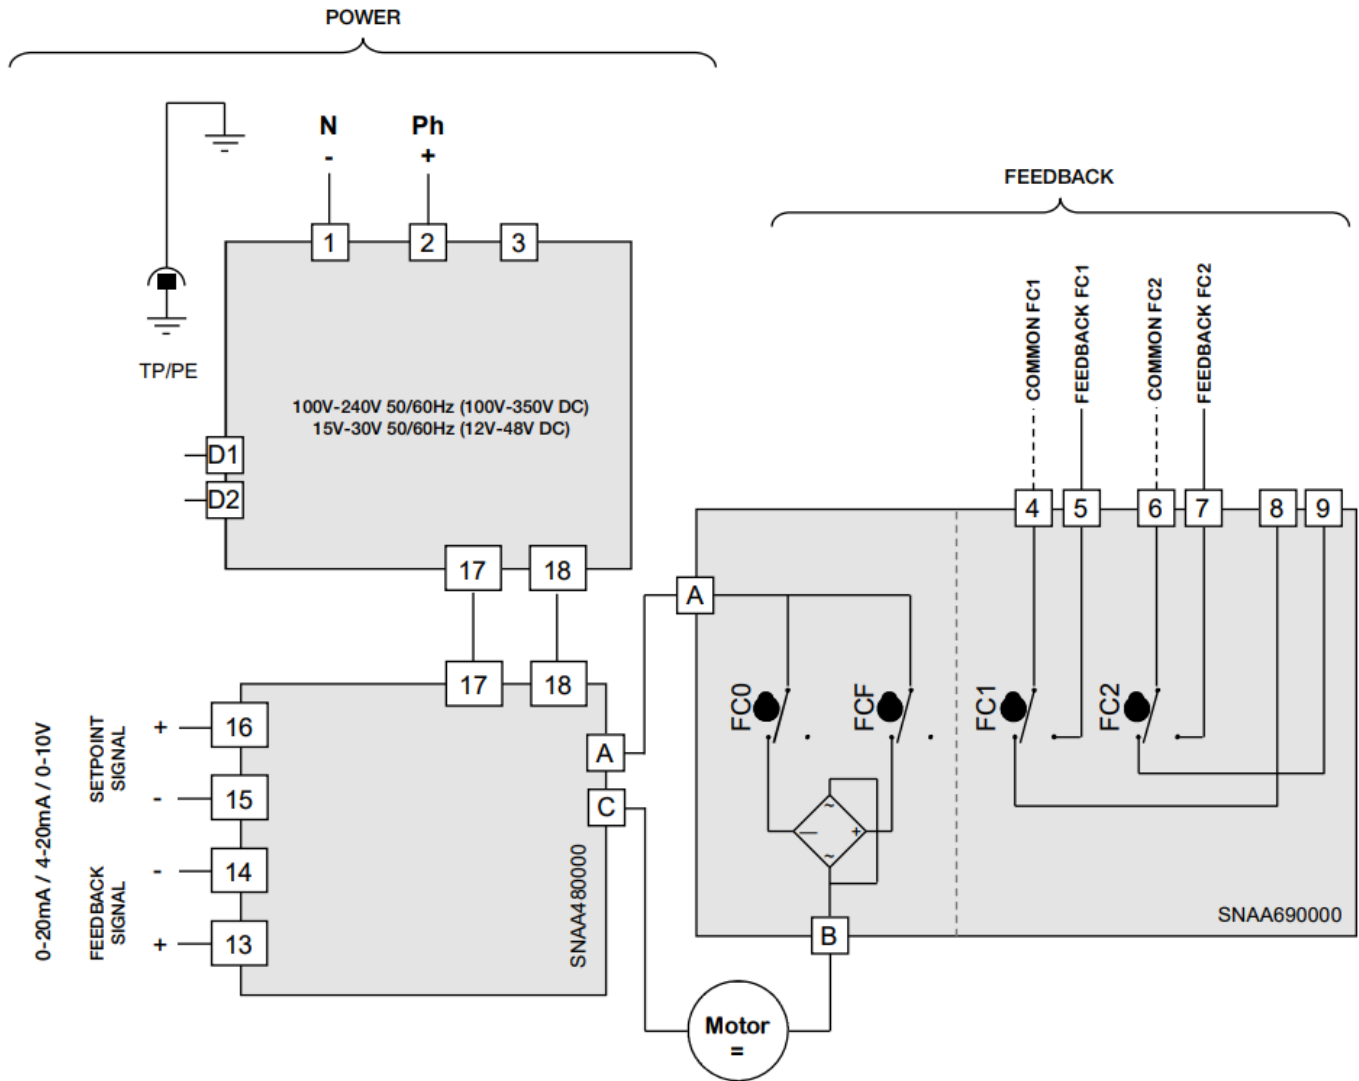 POWER
N
-
Ph
+
FEEDBACK
1
2
3
COMMON FC1
FEEDBACK FC1
COMMON FC2
FEEDBACK FC2
TP/PE
100V-240V 50/60Hz (100V-350V DC)
15V-30V 50/60Hz (12V-48V DC)
D1
D2
4
5
6
7
8
9
17
18
A
17
18
FC0
FCF
FC1
FC2
0-20mA / 4-20mA / 0-10V
SETPOINT
SIGNAL
+
16
-
15
A
C
FEEDBACK
SIGNAL
-
14
+
13
SNAA480000
~
—
+
~
SNAA690000
B
Motor
=